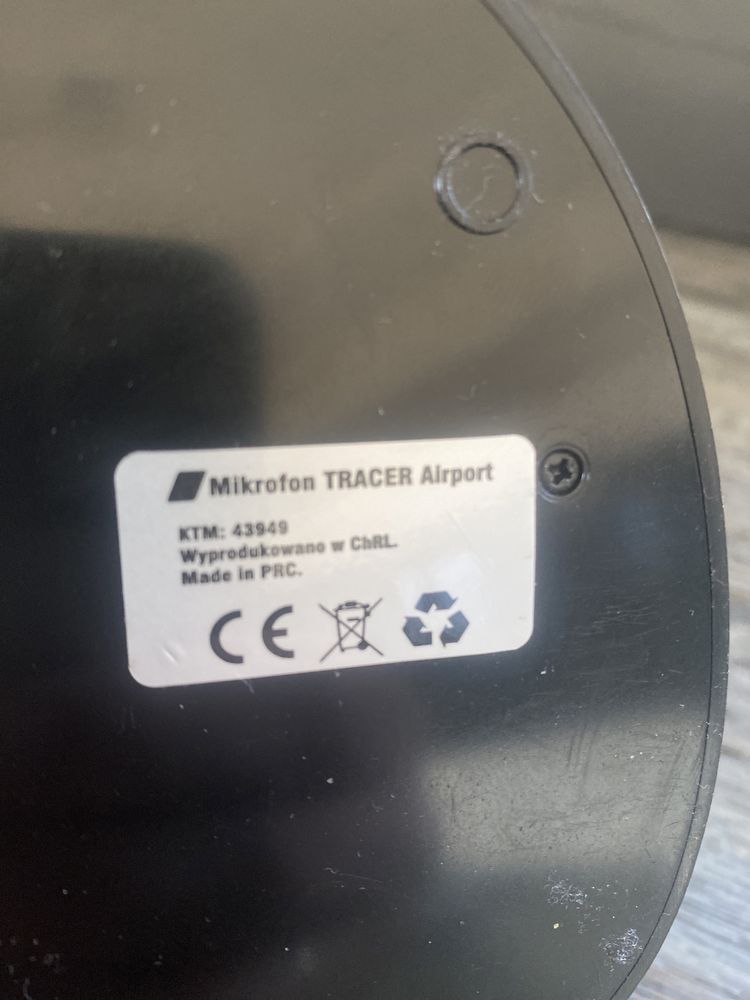 Mikrofon TRACER Airport
KTM: 43949
Wyprodukowano w ChRL.
Made in PRC.
CE